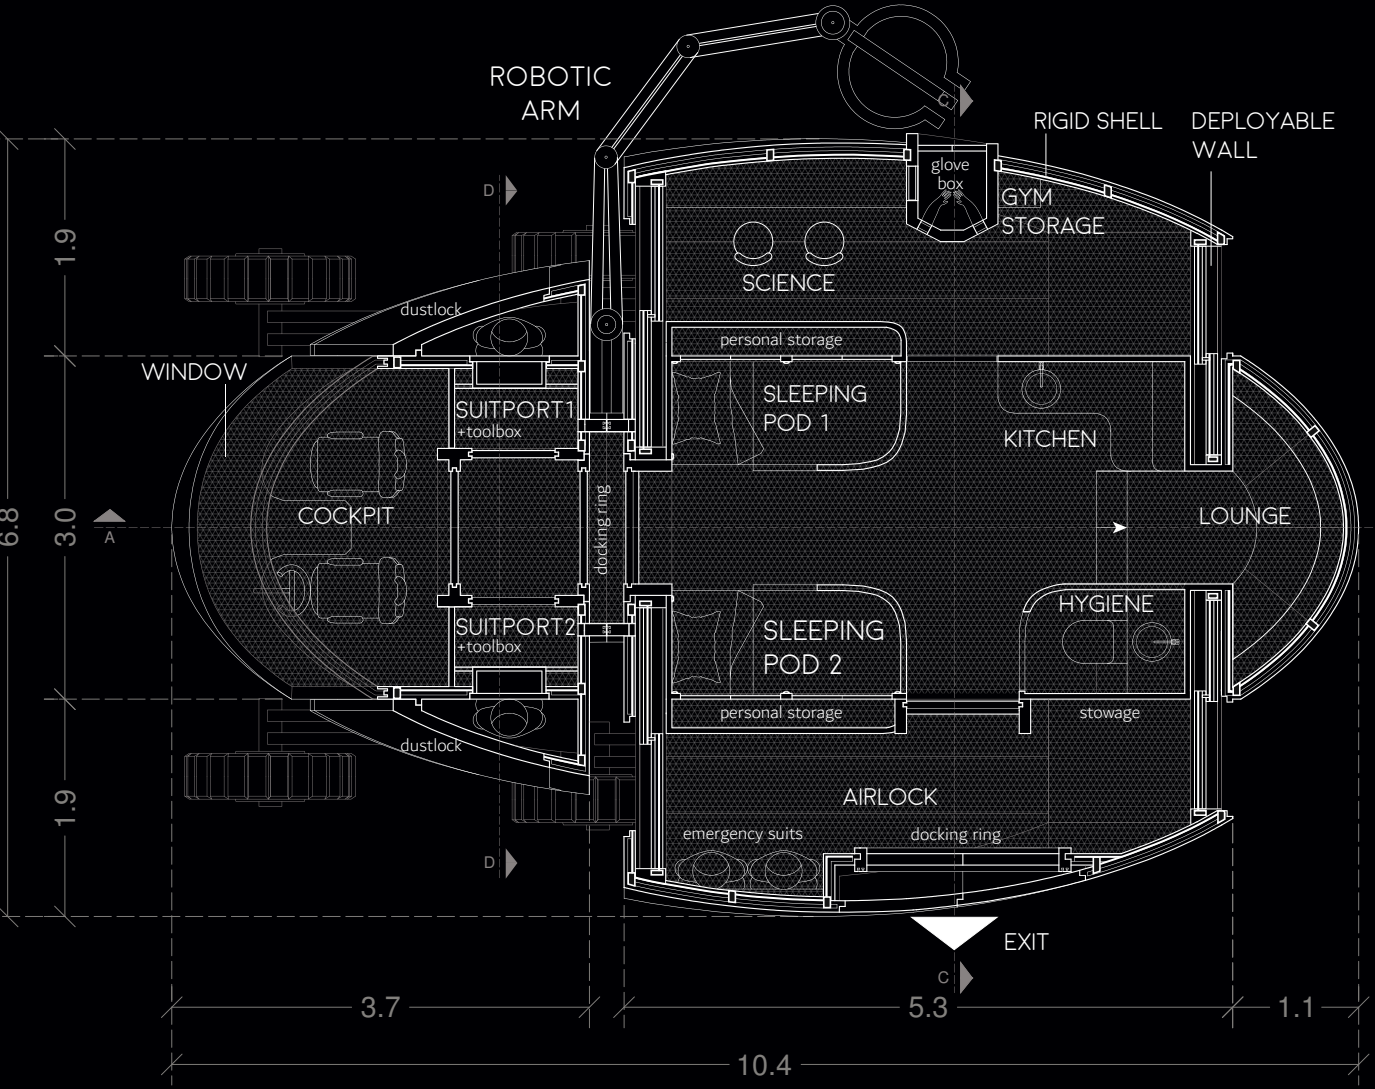 ROBOTIC
ARM
C
RIGID SHELL
DEPLOYABLE
WALL
glove
box
D
GYM
STORAGE
1.9
SCIENCE
dustlock
personal storage
WINDOW
SLEEPING
POD 1
SUITPORT1
+toolbox
KITCHEN
6.8
3.0
A
COCKPIT
docking ring
LOUNGE
HYGIENE
SUITPORT2
+toolbox
SLEEPING
POD 2
personal storage
stowage
dustlock
1.9
AIRLOCK
emergency suits
docking ring
D
EXIT
C
3.7
5.3
1.1
10.4